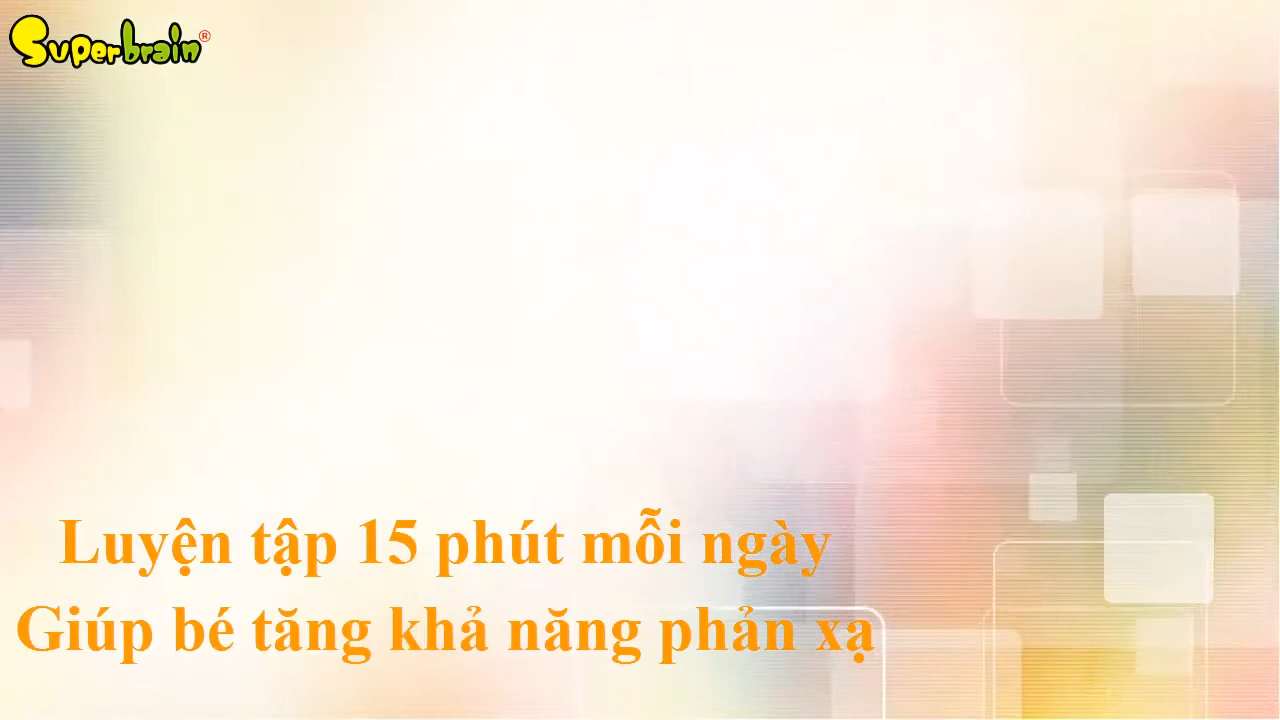 Superbrain®
Luyện tập 15 phút mỗi ngày
Giúp bé tăng khả năng phản xạ